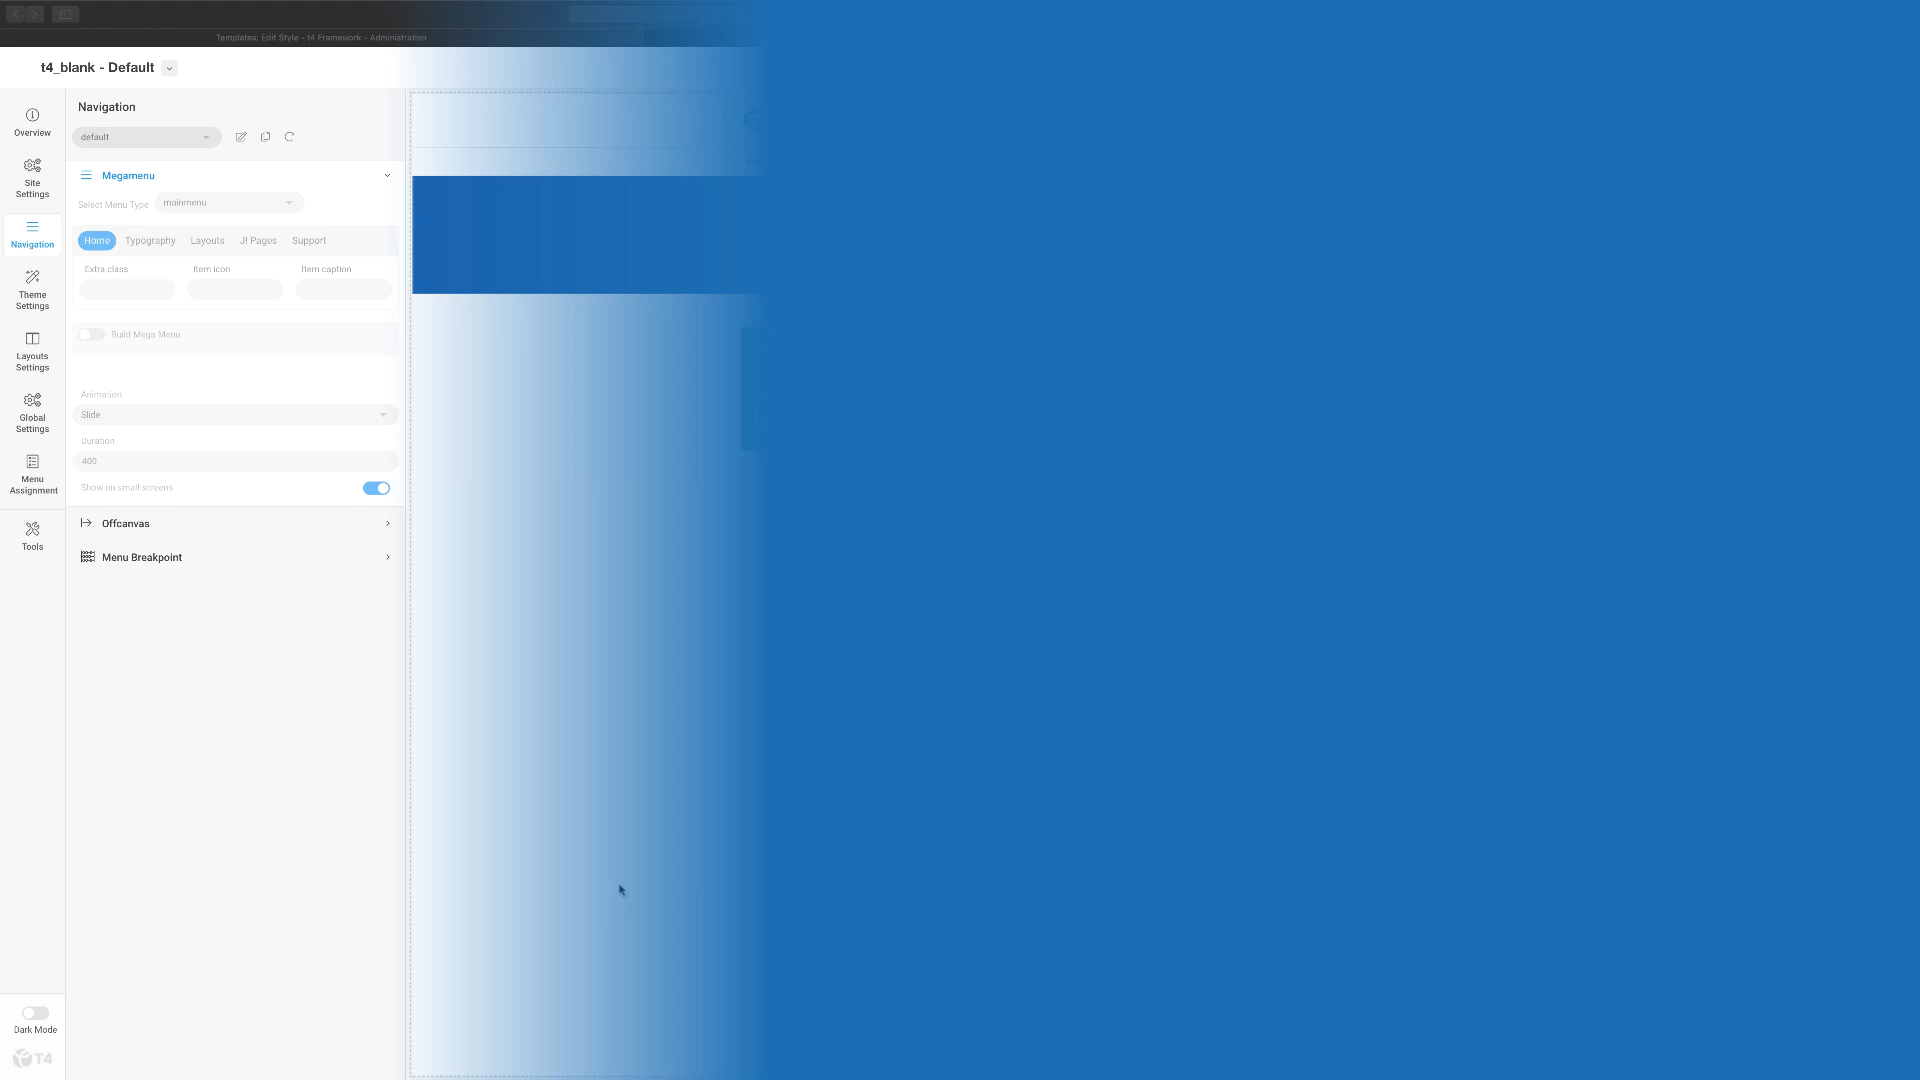 Templates: Edit Style - t4 Framework - Administration
t4_blank - Default
Overview
Site
Settings
Navigation
Theme
Settings
Layouts
Settings
Global
Settings
Menu
Assignment
Tools
Dark Mode
T4
Navigation
default
Megamenu
Select Menu Type
mainmenu
Home Typography Layouts J! Pages Support
Extra class Item icon Item caption
Build Mega Menu
Animation
Slide
Duration
400
Show on small screens
Offcanvas
Menu Breakpoint